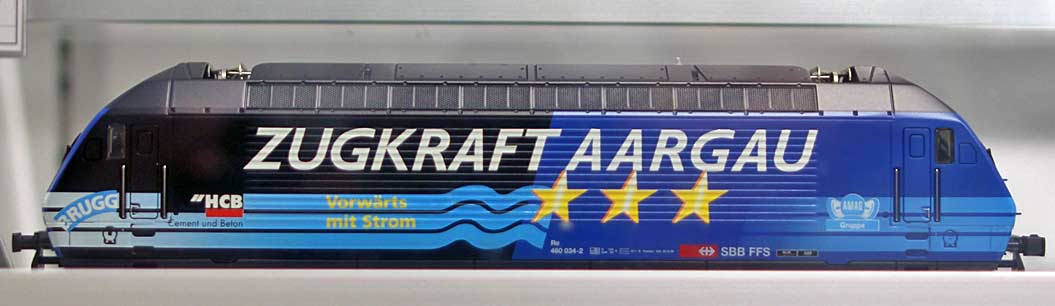 ZUGKRAFT AARGAU
BRUGG
HCB
Cement und Beton
Vorwärts
mit Strom
AMAG
Gruppe
Re
460 034-2
SBB FFS